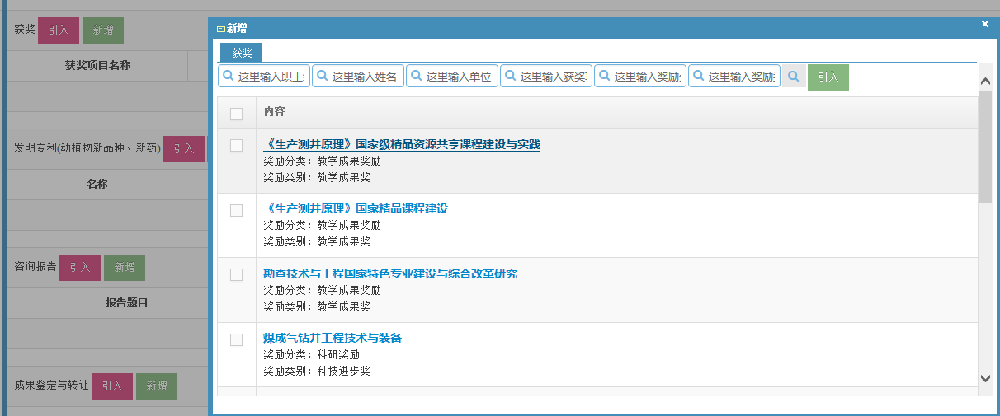 获奖 引入 新增
获奖项目名称
发明专利(动植物新品种、新药) 引入
名称
咨询报告 引入 新增
报告题目
成果鉴定与转让 引入 新增
新增
获奖
这里输入职工 这里输入姓名 这里输入单位 这里输入获奖 这里输入奖励 这里输入奖励 引入
内容
《生产测井原理》国家级精品资源共享课程建设与实践
奖励分类：教学成果奖励
奖励类别：教学成果奖
《生产测井原理》国家精品课程建设
奖励分类：教学成果奖励
奖励类别：教学成果奖
勘查技术与工程国家特色专业建设与综合改革研究
奖励分类：教学成果奖励
奖励类别：教学成果奖
煤成气钻井工程技术与装备
奖励分类：科研奖励
奖励类别：科技进步奖